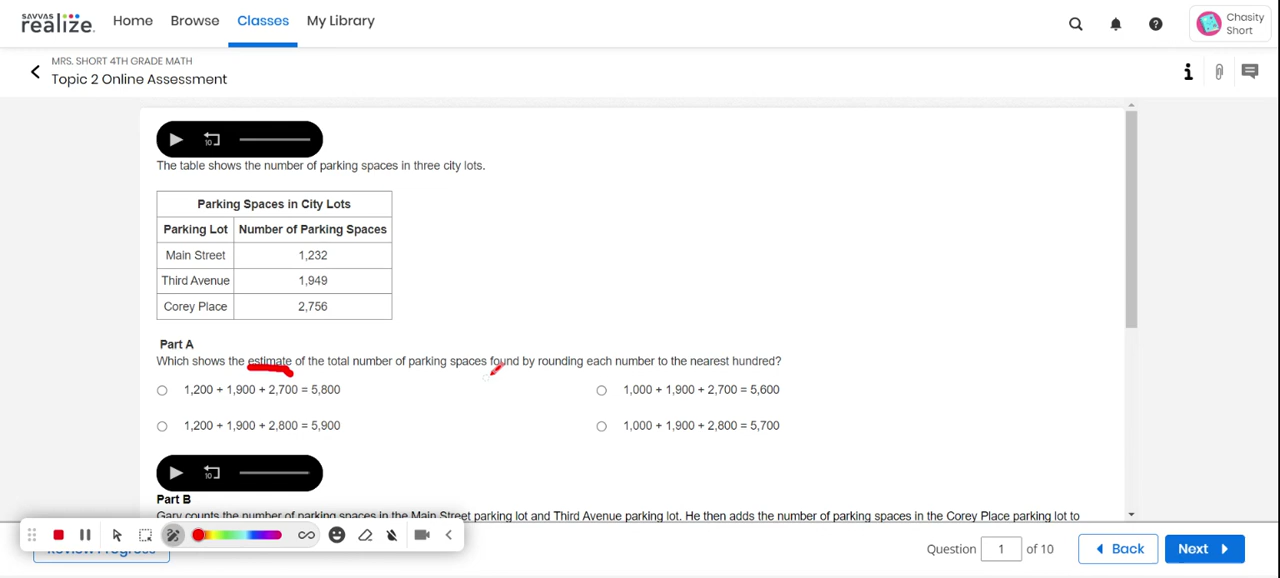 SAVVAS
realize.
Home Browse Classes My Library
Chasity
Short
MRS. SHORT 4TH GRADE MATH
Topic 2 Online Assessment
10
The table shows the number of parking spaces in three city lots.
Parking Spaces in City Lots
Parking Lot Number of Parking Spaces
Main Street 1,232
Third Avenue 1,949
Corey Place 2,756
Part A
Which shows the estimate of the total number of parking spaces found by rounding each number to the nearest hundred?
1,200 + 1,900 + 2,700 = 5,800 1,000 + 1,900 + 2,700 = 5,600
1,200 + 1,900 + 2,800 = 5,900 1,000 + 1,900 + 2,800 = 5,700
10
Part B
Gary counts the number of parking spaces in the Main Street parking lot and Third Avenue parking lot. He then adds the number of parking spaces in the Corey Place parking lot to
Review Progress
Question 1 of 10 Back Next